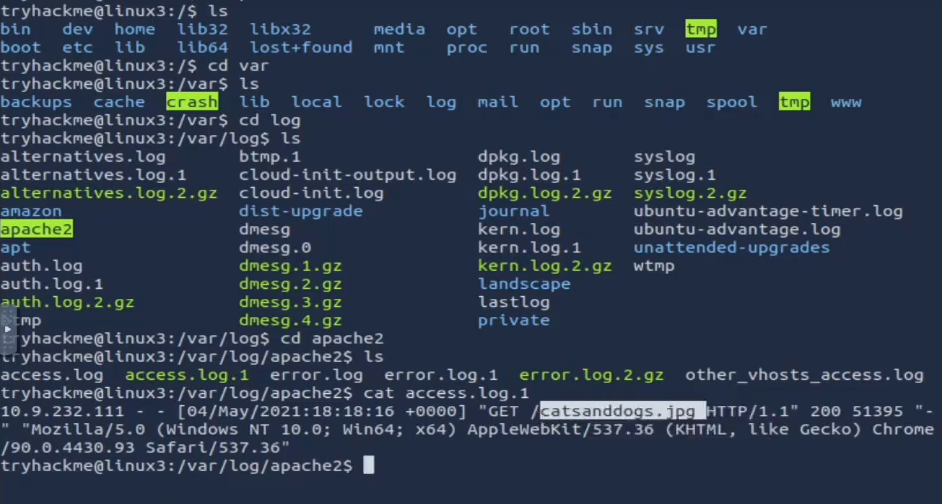 tryhackme@linux3:/$ ls
bin dev home lib32 libx32 media opt root sbin srv tmp var
boot etc lib lib64 lost+found mnt proc run snap sys usr
tryhackme@linux3:/$ cd var
tryhackme@linux3:/var$ ls
backups cache crash lib local lock log mail opt run snap spool tmp www
tryhackme@linux3:/var$ cd log
tryhackme@linux3:/var/log$ ls
alternatives.log btmp.1 dpkg.log syslog
alternatives.log.1 cloud-init-output.log dpkg.log.1 syslog.1
alternatives.log.2.gz cloud-init.log dpkg.log.2.gz syslog.2.gz
amazon dist-upgrade journal ubuntu-advantage-timer.log
apache2 dmesg kern.log ubuntu-advantage.log
apt dmesg.0 kern.log.1 unattended-upgrades
auth.log dmesg.1.gz kern.log.2.gz wtmp
auth.log.1 dmesg.2.gz landscape
auth.log.2.gz dmesg.3.gz lastlog
tmp dmesg.4.gz private
tryhackme@linux3:/var/log$ cd apache2
tryhackme@linux3:/var/log/apache2$ ls
access.log access.log.1 error.log error.log.1 error.log.2.gz other_vhosts_access.log
tryhackme@linux3:/var/log/apache2$ cat access.log.1
10.9.232.111 - - [04/May/2021:18:18:16 +0000] "GET /catsanddogs.jpg HTTP/1.1" 200 51395 "-
" "Mozilla/5.0 (Windows NT 10.0; Win64; x64) AppleWebKit/537.36 (KHTML, like Gecko) Chrome
/90.0.4430.93 Safari/537.36"
tryhackme@linux3:/var/log/apache2$